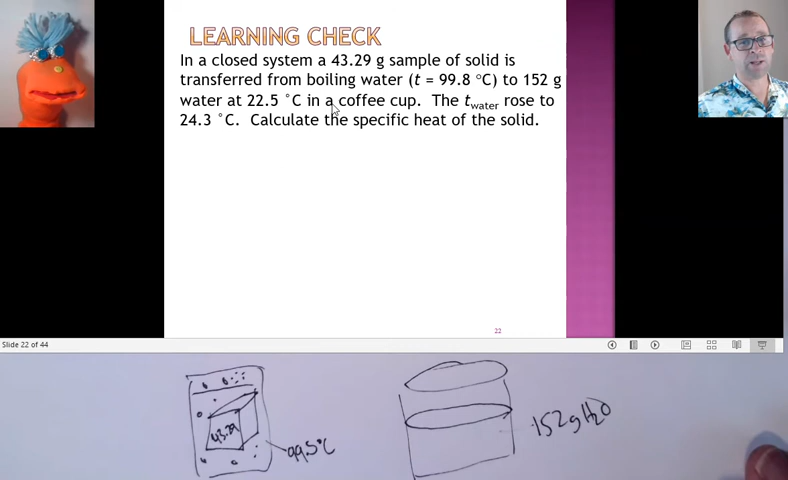 LEARNING CHECK
In a closed system a 43.29 g sample of solid is
transferred from boiling water (t = 99.8 °C) to 152 g
water at 22.5 ˚C in a coffee cup. The twater rose to
24.3 ˚C. Calculate the specific heat of the solid.
22
Slide 22 of 44
43.29
99.5°C
152g H2O